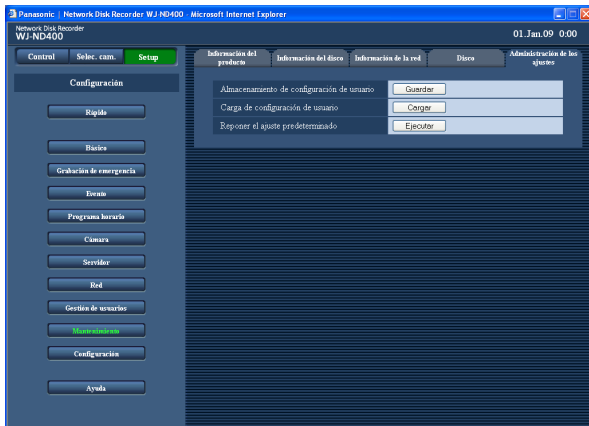 Panasonic | Network Disk Recorder WJ-ND400 - Microsoft Internet Explorer
Network Disk Recorder
WJ-ND400
01.Jan.09 0:00
Control Selec. cam. Setup
Configuración
Rápido
Básico
Grabación de emergencia
Evento
Programa horario
Cámara
Servidor
Red
Gestión de usuarios
Mantenimiento
Configuración
Ayuda
Información del producto Información del disco Información de la red Disco Administración de los ajustes
Almacenamiento de configuración de usuario Guardar
Carga de configuración de usuario Cargar
Reponer el ajuste predeterminado Ejecutar